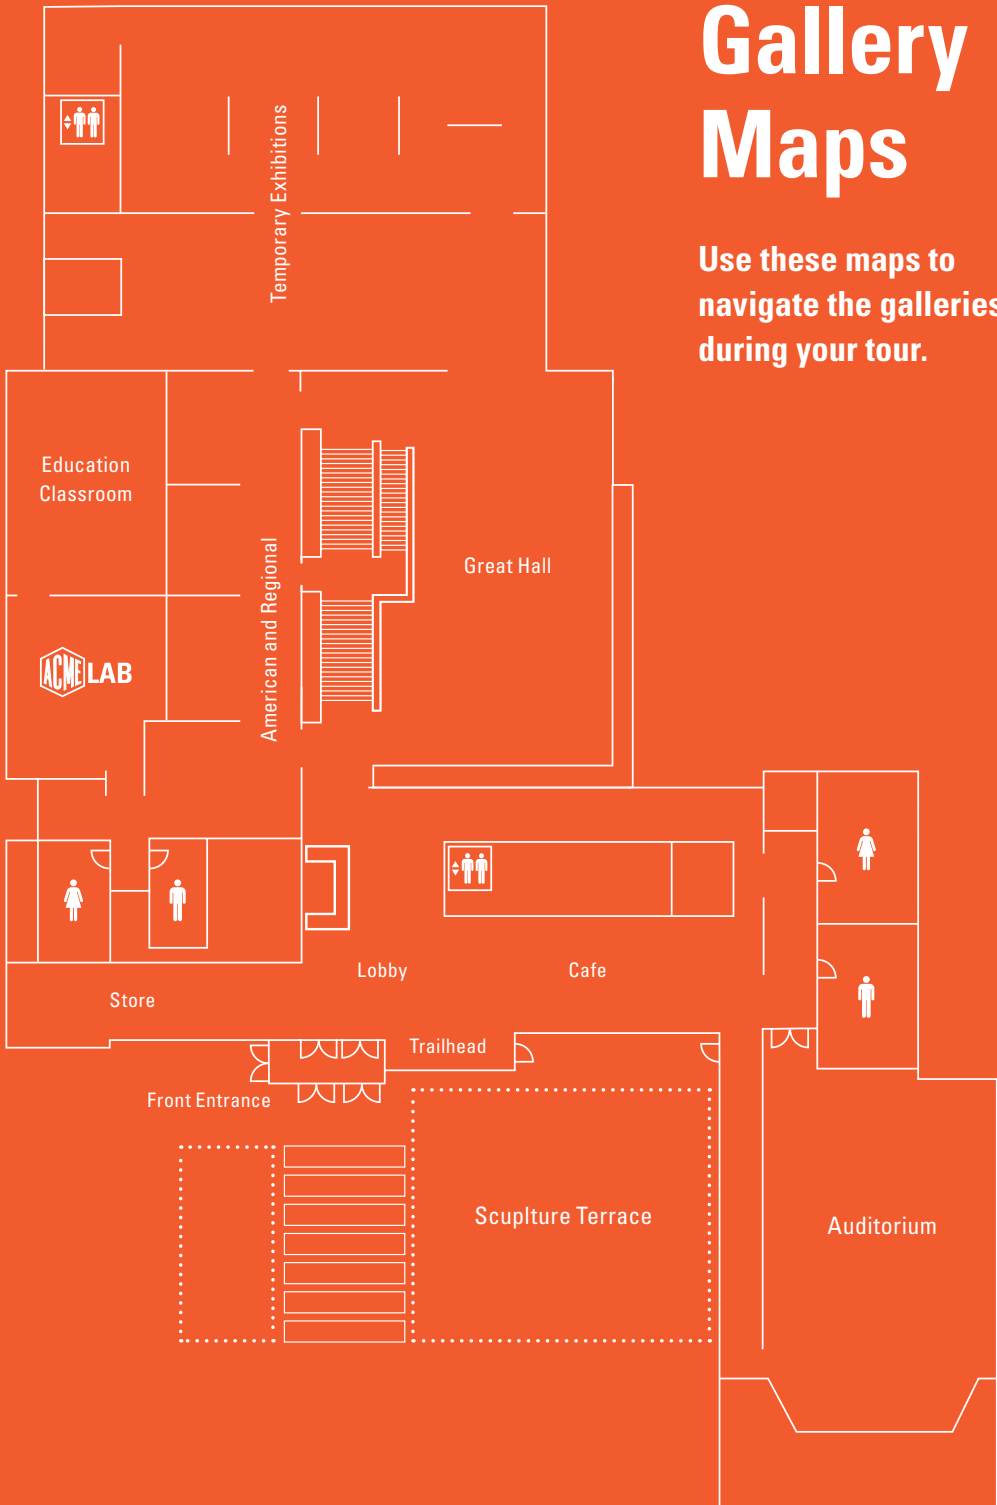 Gallery
Maps
Use these maps to
navigate the galleries
during your tour.
Temporary Exhibitions
Education
Classroom
Great Hall
American and Regional
ACME LAB
Lobby
Cafe
Store
Trailhead
Front Entrance
Scuplture Terrace
Auditorium